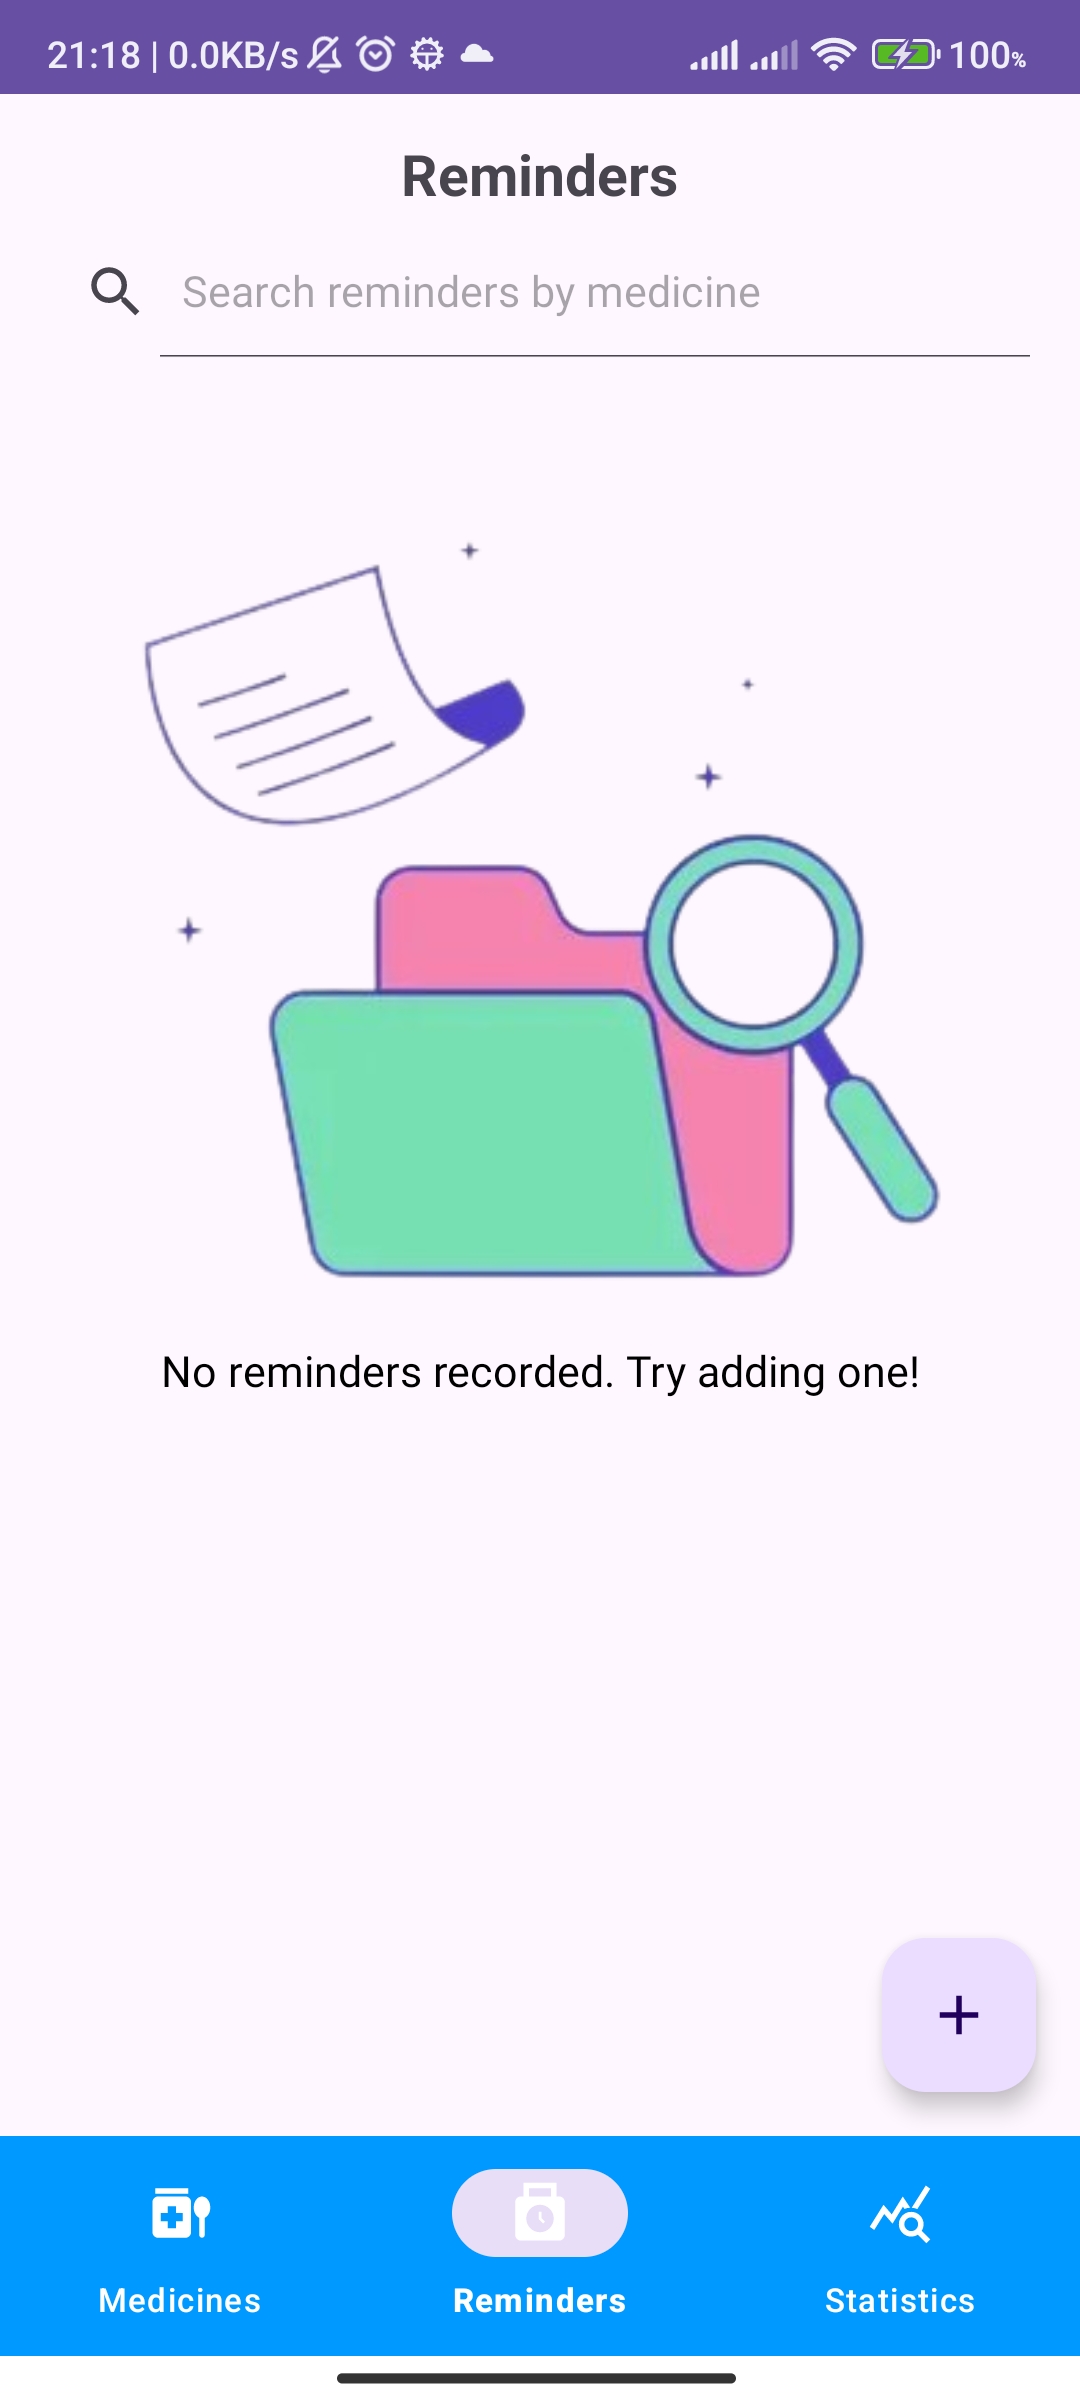 21:18 | 0.0KB/s 100%
Reminders
Search reminders by medicine
No reminders recorded. Try adding one!
Medicines Reminders Statistics